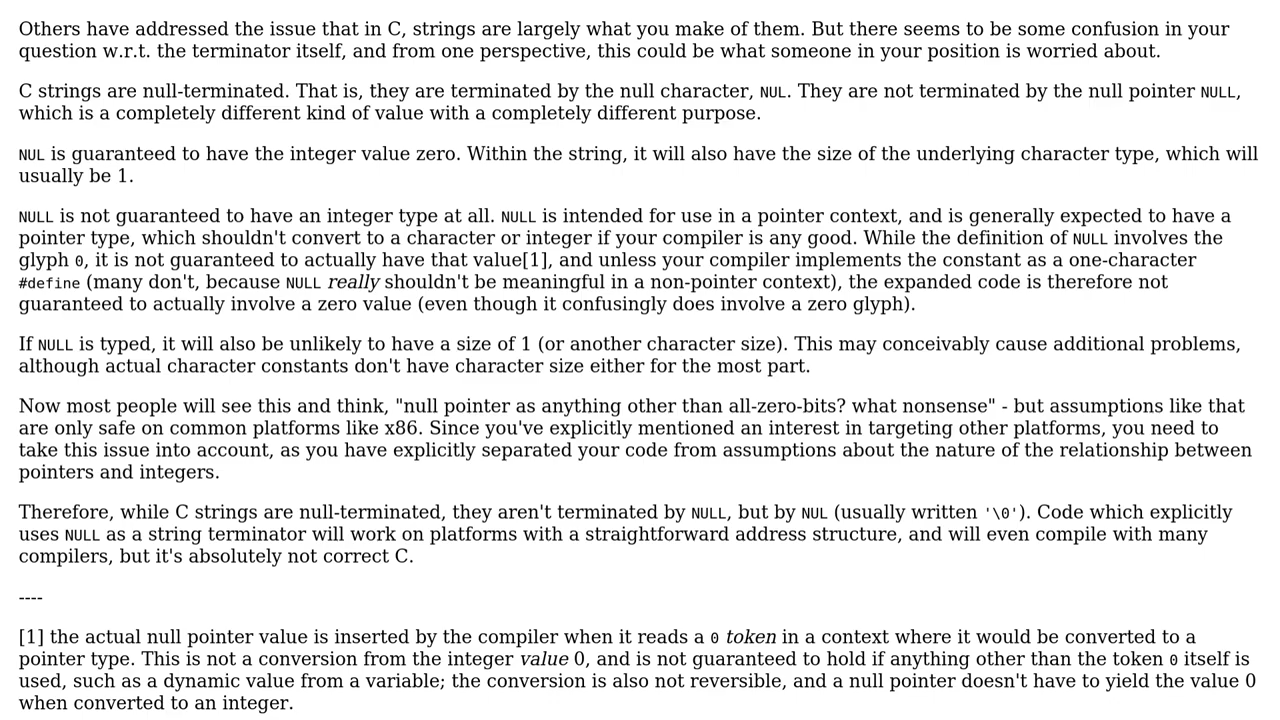 Others have addressed the issue that in C, strings are largely what you make of them. But there seems to be some confusion in your
question w.r.t. the terminator itself, and from one perspective, this could be what someone in your position is worried about.
C strings are null-terminated. That is, they are terminated by the null character, NUL. They are not terminated by the null pointer NULL,
which is a completely different kind of value with a completely different purpose.
NUL is guaranteed to have the integer value zero. Within the string, it will also have the size of the underlying character type, which will
usually be 1.
NULL is not guaranteed to have an integer type at all. NULL is intended for use in a pointer context, and is generally expected to have a
pointer type, which shouldn't convert to a character or integer if your compiler is any good. While the definition of NULL involves the
glyph 0, it is not guaranteed to actually have that value[1], and unless your compiler implements the constant as a one-character
#define (many don't, because NULL really shouldn't be meaningful in a non-pointer context), the expanded code is therefore not
guaranteed to actually involve a zero value (even though it confusingly does involve a zero glyph).
If NULL is typed, it will also be unlikely to have a size of 1 (or another character size). This may conceivably cause additional problems,
although actual character constants don't have character size either for the most part.
Now most people will see this and think, "null pointer as anything other than all-zero-bits? what nonsense" - but assumptions like that
are only safe on common platforms like x86. Since you've explicitly mentioned an interest in targeting other platforms, you need to
take this issue into account, as you have explicitly separated your code from assumptions about the nature of the relationship between
pointers and integers.
Therefore, while C strings are null-terminated, they aren't terminated by NULL, but by NUL (usually written '\0'). Code which explicitly
uses NULL as a string terminator will work on platforms with a straightforward address structure, and will even compile with many
compilers, but it's absolutely not correct C.
----
[1] the actual null pointer value is inserted by the compiler when it reads a 0 token in a context where it would be converted to a
pointer type. This is not a conversion from the integer value 0, and is not guaranteed to hold if anything other than the token 0 itself is
used, such as a dynamic value from a variable; the conversion is also not reversible, and a null pointer doesn't have to yield the value 0
when converted to an integer.